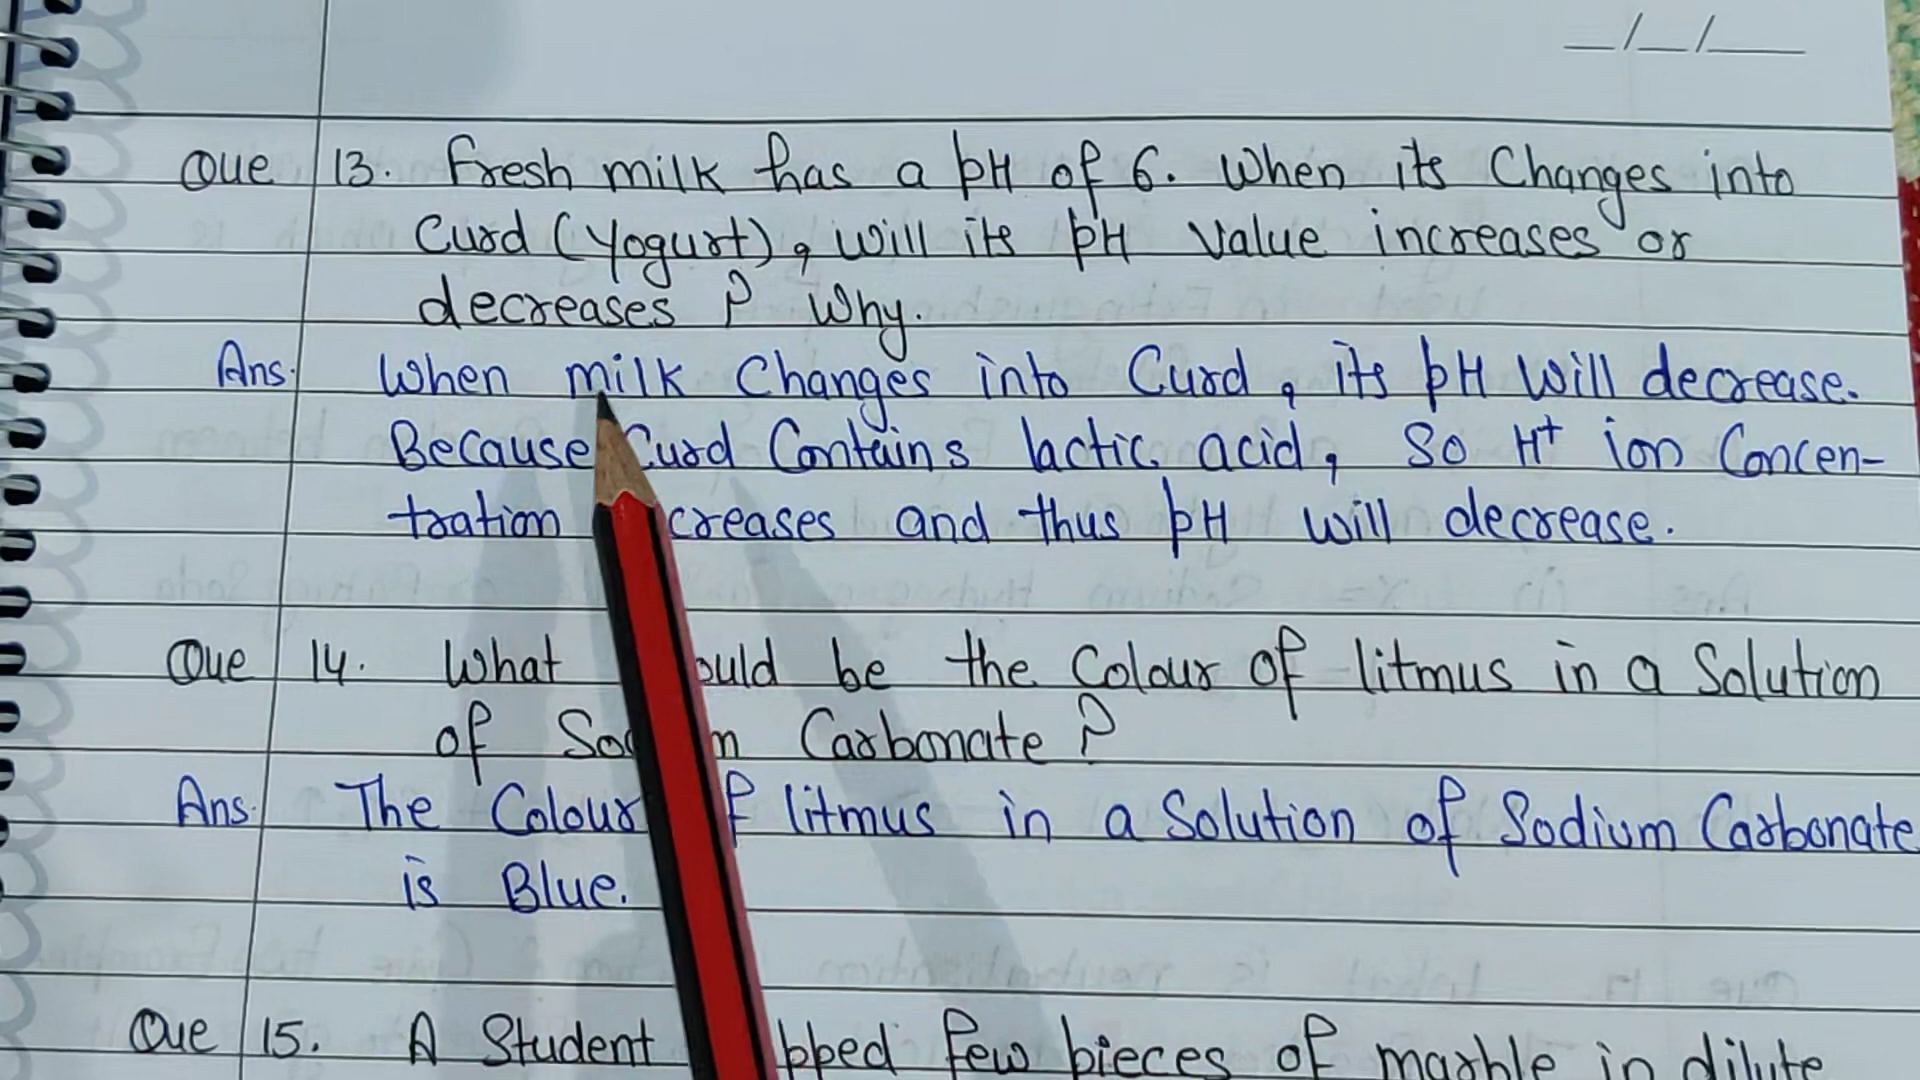 __/__/____
Que 13. Fresh milk has a pH of 6. When its Changes into
Curd (Yogurt), will its pH Value increases or
decreases ? Why.
Ans. When milk Changes into Curd, its pH will decrease.
Because Curd Contains lactic acid, So H⁺ ion Concen-
tration creases and thus pH will decrease.
Que 14. What ould be the Colour of litmus in a Solution
of So m Carbonate ?
Ans. The Colour f litmus in a Solution of Sodium Carbonate
is Blue.
Que 15. A Student pped few pieces of marble in dilute